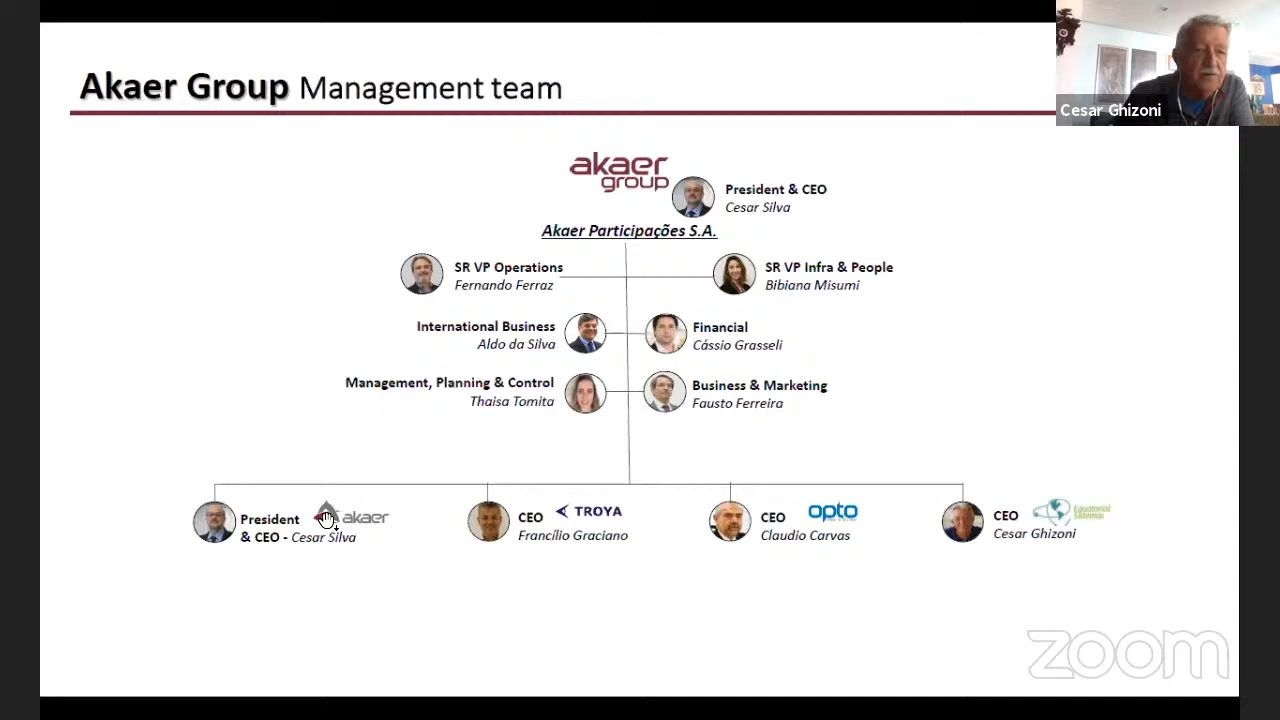 Akaer Group Management team
Cesar Ghizoni
akaer
group
President & CEO
Cesar Silva
Akaer Participações S.A.
SR VP Operations
Fernando Ferraz
SR VP Infra & People
Bibiana Misumi
International Business
Aldo da Silva
Financial
Cássio Grasseli
Management, Planning & Control
Thaisa Tomita
Business & Marketing
Fausto Ferreira
President
& CEO - Cesar Silva
akaer
CEO
TROYA
Francílio Graciano
CEO
opto
Claudio Carvas
CEO
Equatorial
Sistemas
Cesar Ghizoni
zoom